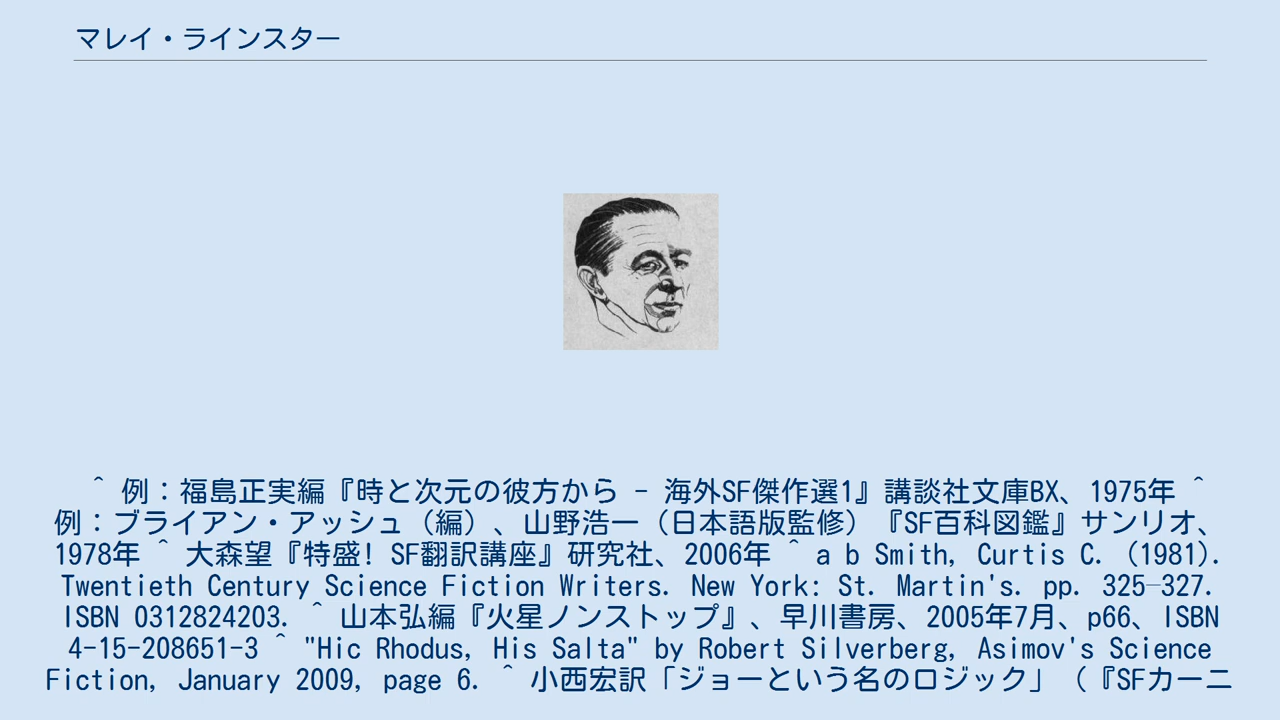 マレイ・ラインスター
^ 例：福島正実編『時と次元の彼方から - 海外SF傑作選1』講談社文庫BX、1975年 ^
例：ブライアン・アッシュ（編）、山野浩一（日本語版監修）『SF百科図鑑』サンリオ、
1978年 ^ 大森望『特盛! SF翻訳講座』研究社、2006年 ^ a b Smith, Curtis C. (1981).
Twentieth Century Science Fiction Writers. New York: St. Martin's. pp. 325–327.
ISBN 0312824203. ^ 山本弘編『火星ノンストップ』、早川書房、2005年7月、p66、ISBN
4-15-208651-3 ^ "Hic Rhodus, His Salta" by Robert Silverberg, Asimov's Science
Fiction, January 2009, page 6. ^ 小西宏訳「ジョーという名のロジック」（『SFカーニ